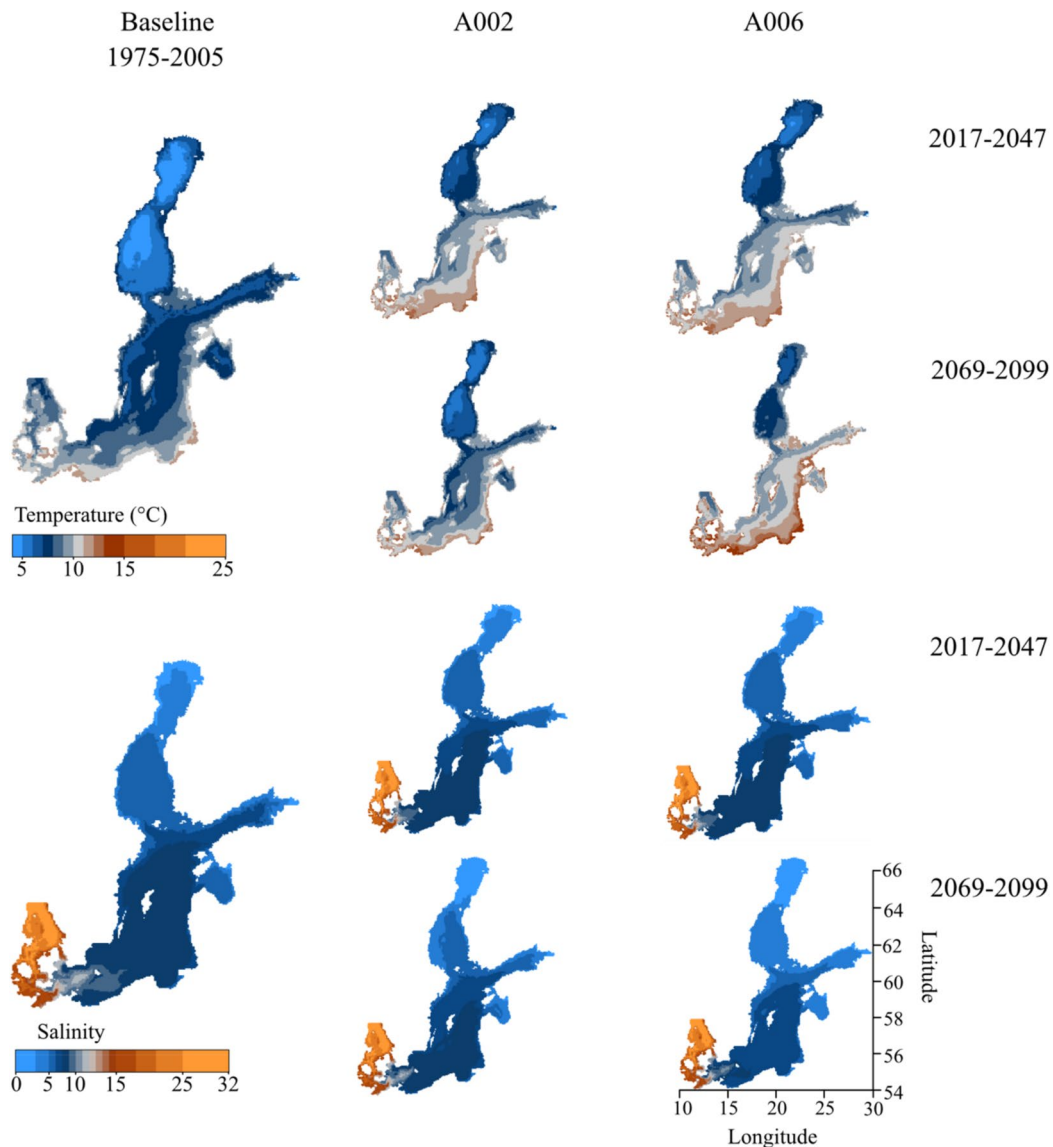 Baseline
1975-2005
A002
A006
2017-2047
2069-2099
Temperature (°C)
5 10 15 25
2017-2047
2069-2099
Salinity
0 5 10 15 25 32
66
64
62
60
58
56
54
Latitude
10 15 20 25 30
Longitude